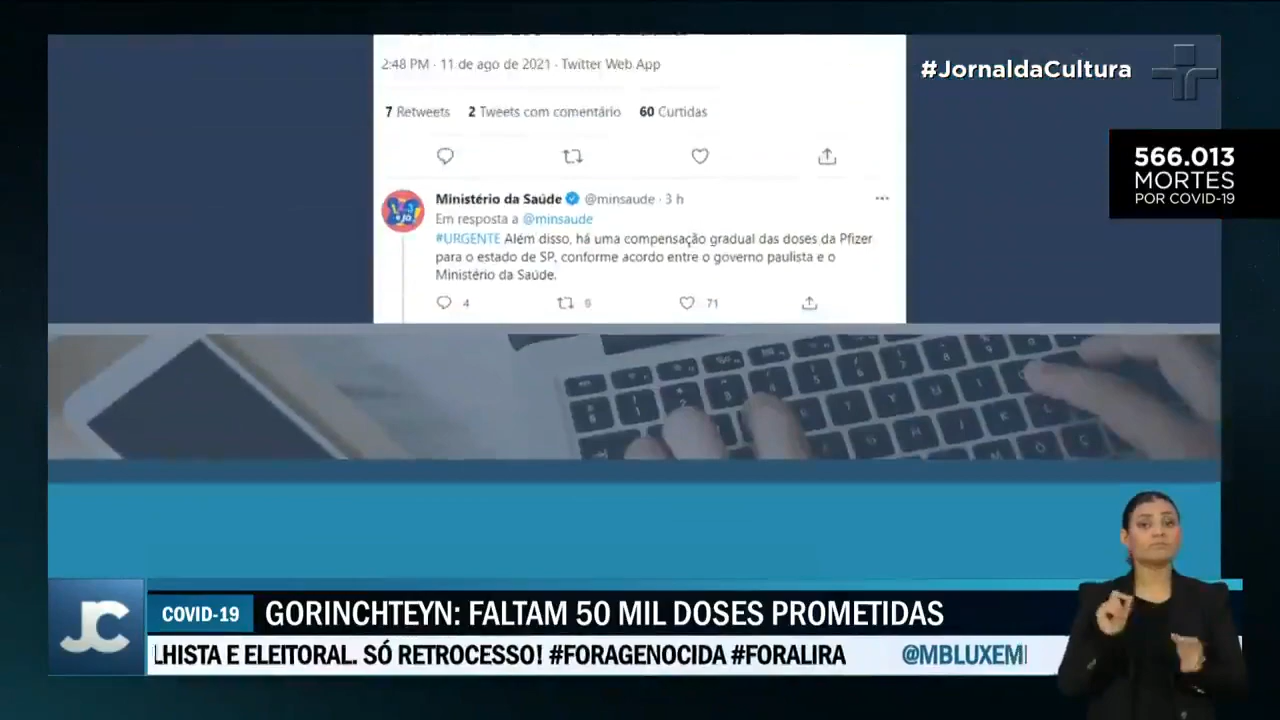 2:48 PM · 11 de ago de 2021 · Twitter Web App
#JornaldaCultura
7 Retweets 2 Tweets com comentário 60 Curtidas
566.013
MORTES
POR COVID-19
Ministério da Saúde @minsaude · 3 h
Em resposta a @minsaude
#URGENTE Além disso, há uma compensação gradual das doses da Pfizer
para o estado de SP, conforme acordo entre o governo paulista e o
Ministério da Saúde.
4 6 71
JC
COVID-19 GORINCHTEYN: FALTAM 50 MIL DOSES PROMETIDAS
LHISTA E ELEITORAL. SÓ RETROCESSO! #FORAGENOCIDA #FORALIRA @MBLUXEM